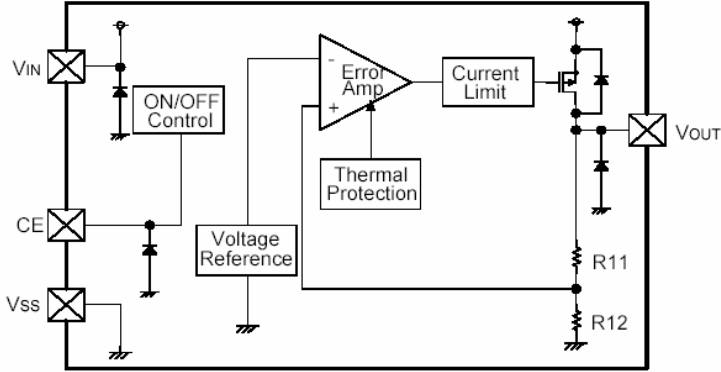 VIN
ON/OFF
Control
-
Error
Amp
+
Current
Limit
VOUT
Thermal
Protection
CE
Voltage
Reference
R11
VSS
R12